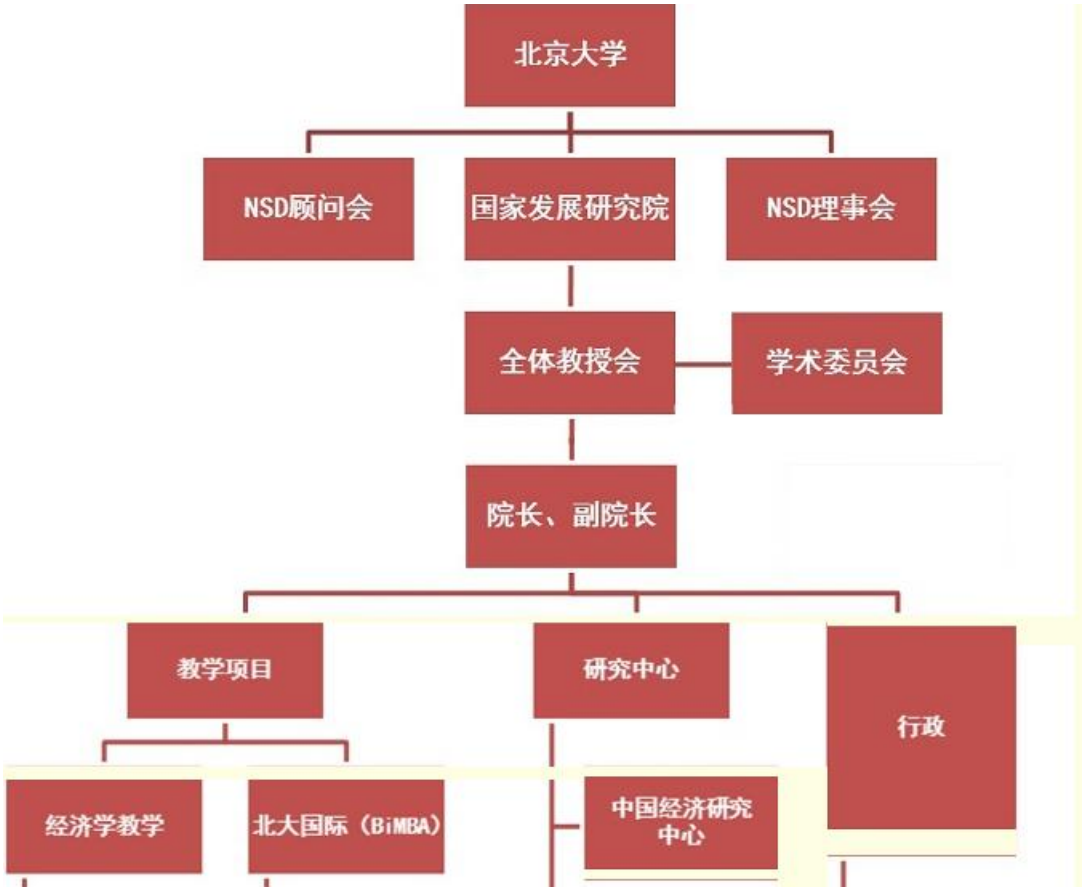 北京大学
NSD顾问会
国家发展研究院
NSD理事会
全体教授会
学术委员会
院长、副院长
教学项目
研究中心
行政
经济学教学
北大国际（BiMBA）
中国经济研究
中心